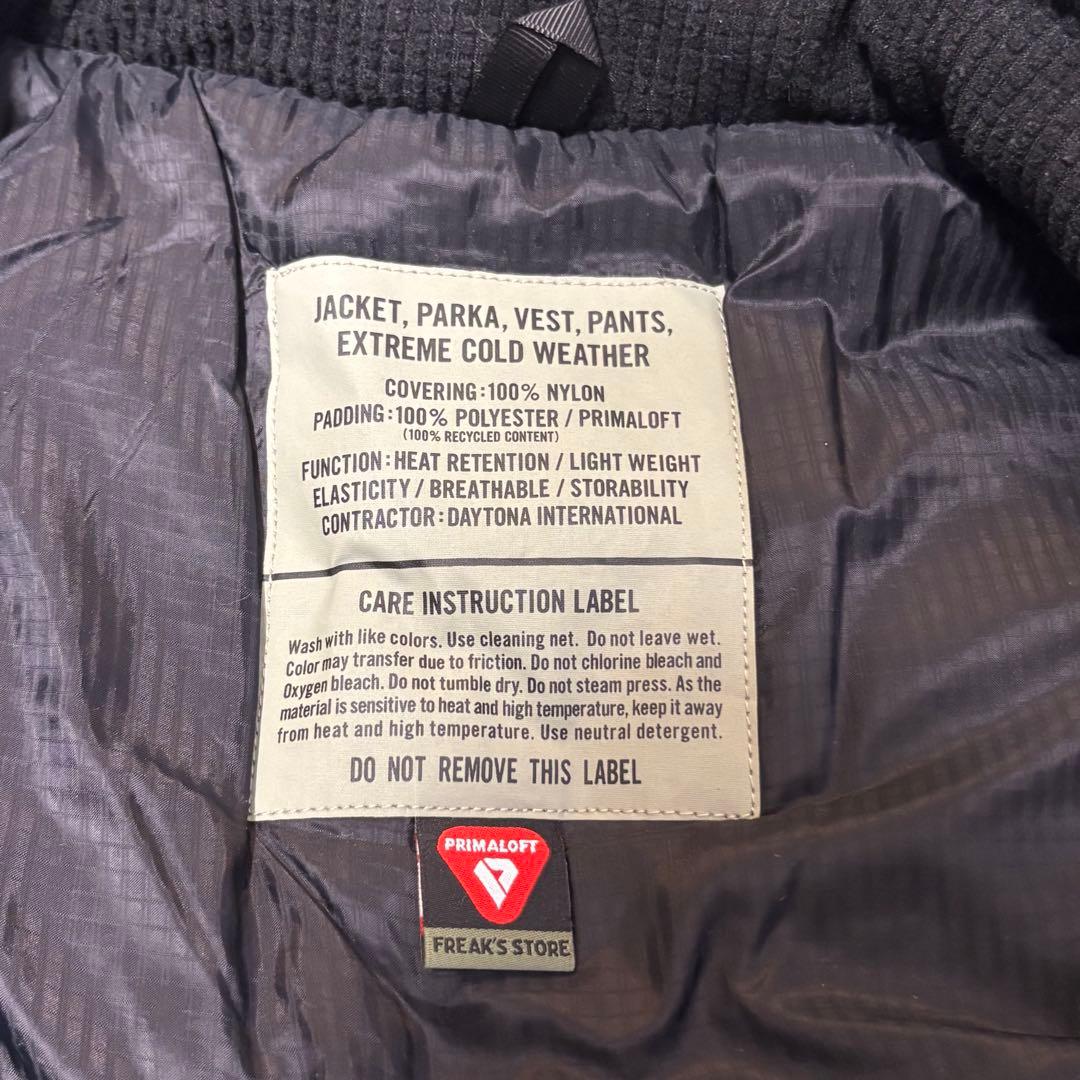 JACKET, PARKA, VEST, PANTS,
EXTREME COLD WEATHER
COVERING:100% NYLON
PADDING:100% POLYESTER / PRIMALOFT
(100% RECYCLED CONTENT)
FUNCTION:HEAT RETENTION / LIGHT WEIGHT
ELASTICITY / BREATHABLE / STORABILITY
CONTRACTOR:DAYTONA INTERNATIONAL
CARE INSTRUCTION LABEL
Wash with like colors. Use cleaning net. Do not leave wet.
Color may transfer due to friction. Do not chlorine bleach and
Oxygen bleach. Do not tumble dry. Do not steam press. As the
material is sensitive to heat and high temperature, keep it away
from heat and high temperature. Use neutral detergent.
DO NOT REMOVE THIS LABEL
PRIMALOFT
FREAK'S STORE